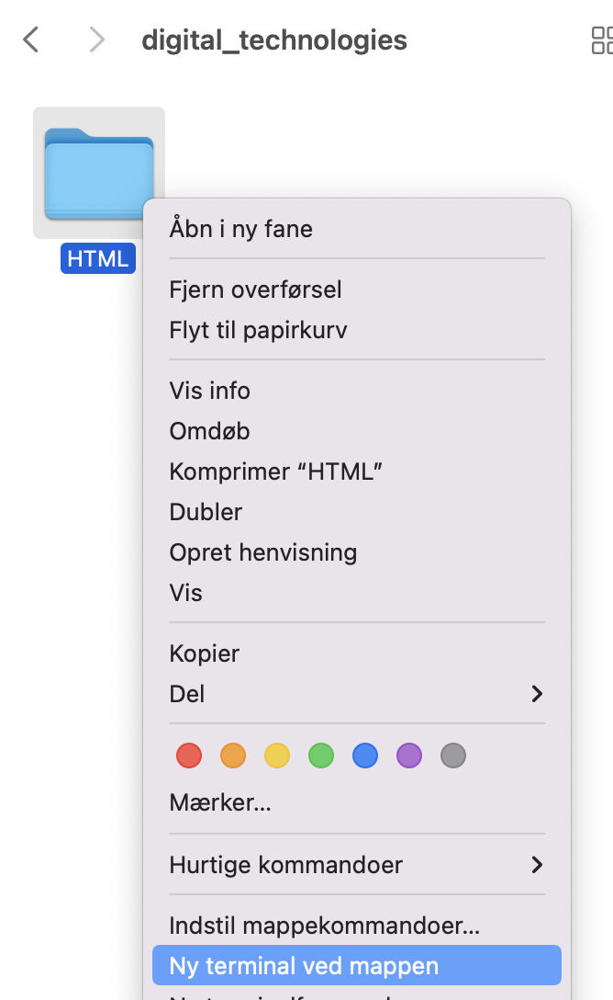 digital_technologies
HTML
Åbn i ny fane
Fjern overførsel
Flyt til papirkurv
Vis info
Omdøb
Komprimer “HTML”
Dubler
Opret henvisning
Vis
Kopier
Del
Mærker...
Hurtige kommandoer
Indstil mappekommandoer...
Ny terminal ved mappen